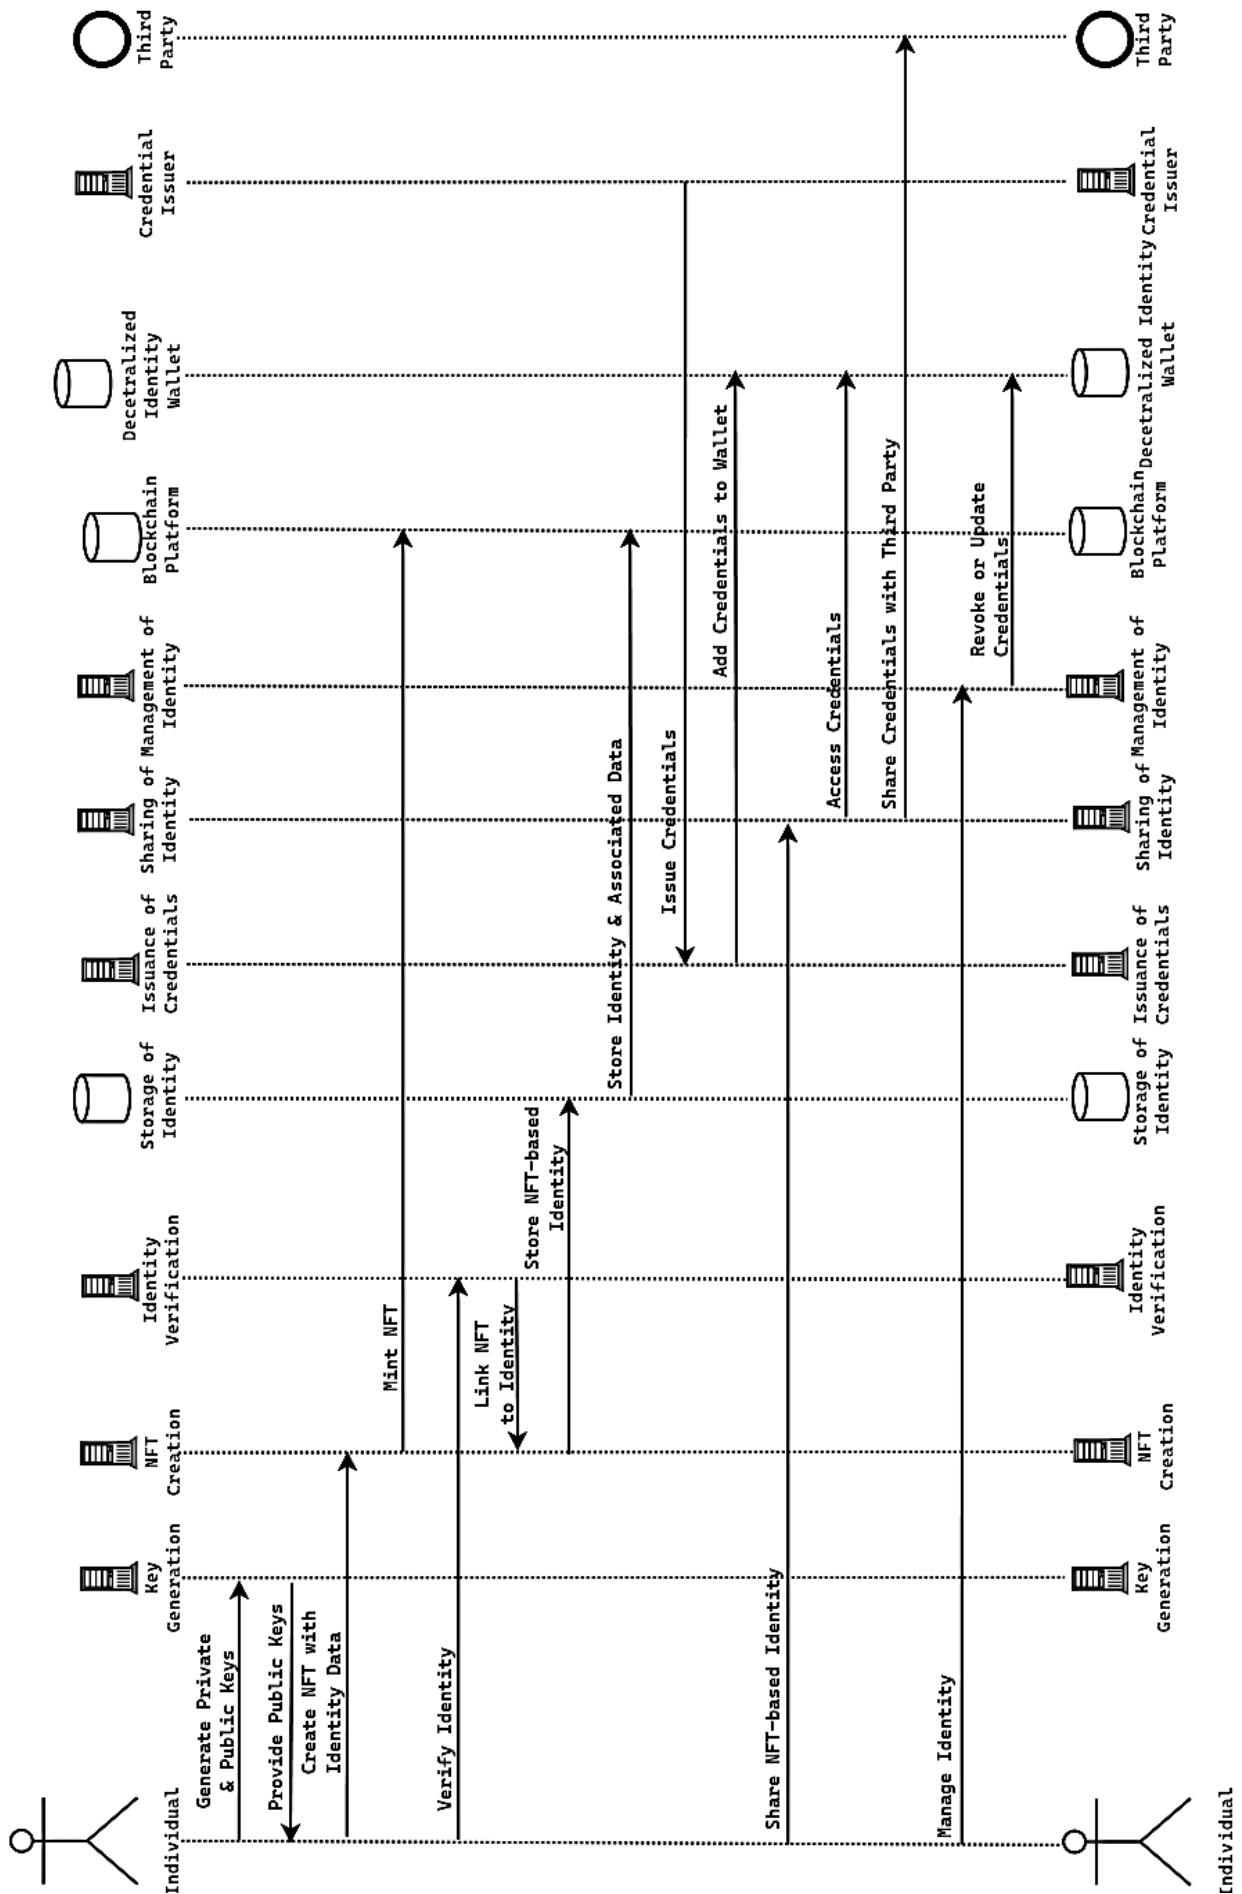 Individual
Key
Generation
NFT
Creation
Identity
Verification
Storage of
Identity
Issuance of
Credentials
Sharing of
Identity
Management of
Identity
Blockchain
Platform
Decetralized
Identity
Wallet
Credential
Issuer
Third
Party
Generate Private
& Public Keys
Provide Public Keys
Create NFT with
Identity Data
Mint NFT
Verify Identity
Link NFT
to Identity
Store NFT-based
Identity
Store Identity & Associated Data
Issue Credentials
Add Credentials to Wallet
Share NFT-based Identity
Access Credentials
Share Credentials with Third Party
Manage Identity
Revoke or Update
Credentials
Individual
Key
Generation
NFT
Creation
Identity
Verification
Storage of
Identity
Issuance of
Credentials
Sharing of
Identity
Management of
Identity
Blockchain
Platform
Decetralized Identity
Wallet
Credential
Issuer
Third
Party